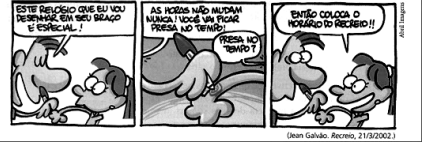 ESTE RELÓGIO QUE EU VOU
DESENHAR EM SEU BRAÇO
É ESPECIAL!
AS HORAS NÃO MUDAM
NUNCA! VOCÊ VAI FICAR
PRESA NO TEMPO!
PRESA NO
TEMPO?
ENTÃO COLOCA O
HORÁRIO DO RECREIO!!
Abril Imagens
(Jean Galvão. Recreio, 21/3/2002.)